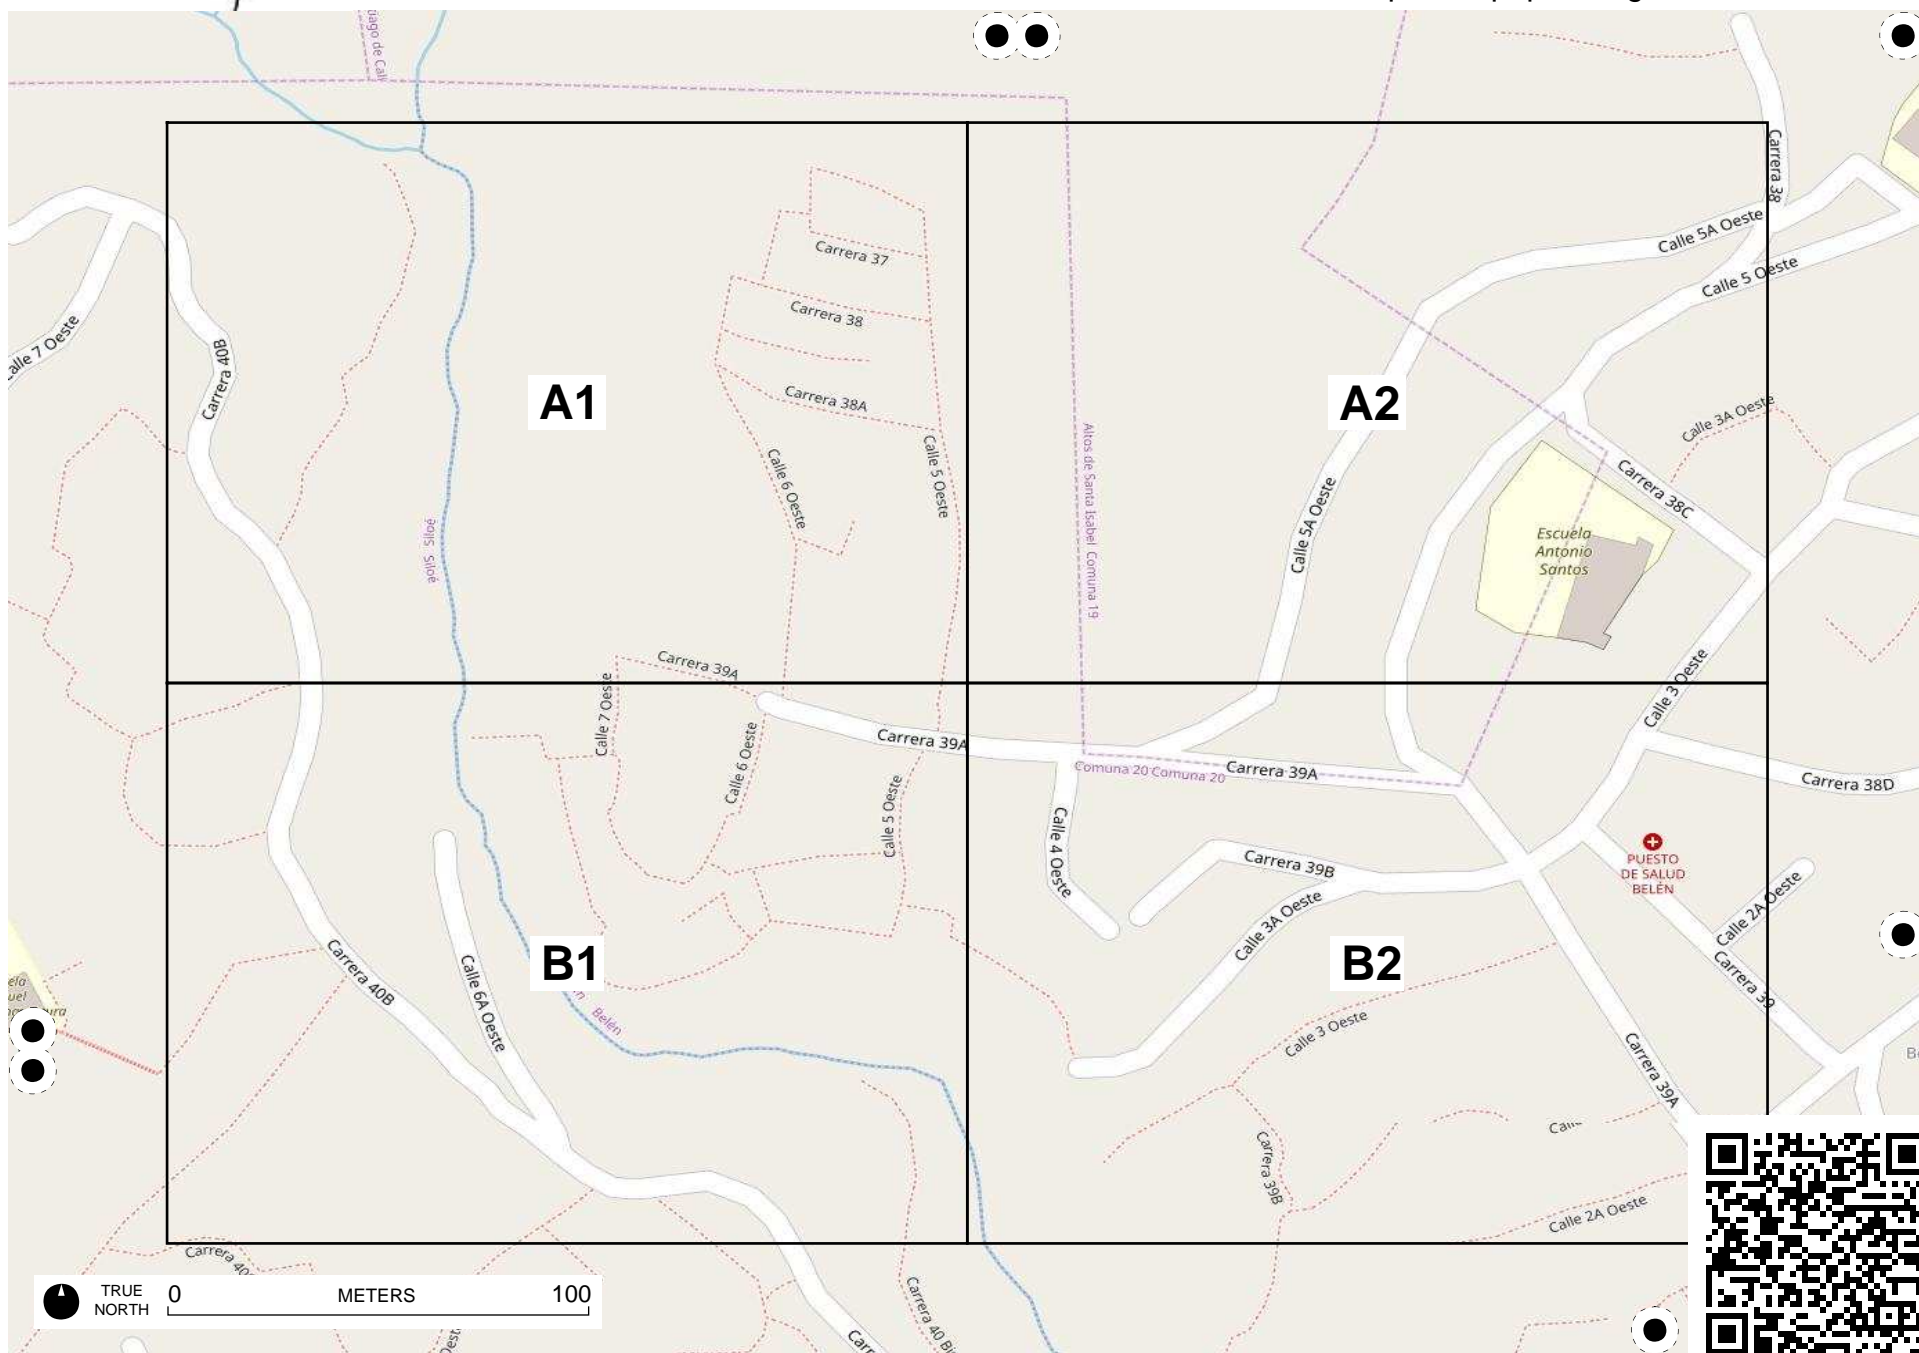 Carrera 38
Calle 5A Oeste
Calle 5 Oeste
Carrera 37
Carrera 38
Carrera 38A
Calle 7 Oeste
Carrera 40B
A1
A2
Calle 3A Oeste
Calle 6 Oeste
Calle 5 Oeste
Altos de Santa Isabel Comuna 19
Calle 5A Oeste
Carrera 38C
Siloé Siloé
Escuela
Antonio
Santos
Carrera 39A
Calle 7 Oeste
Calle 6 Oeste
Carrera 39A
Calle 3 Oeste
Comuna 20 Comuna 20
Carrera 39A
Carrera 38D
Calle 5 Oeste
Calle 4 Oeste
Carrera 39B
PUESTO
DE SALUD
BELÉN
Calle 3A Oeste
Calle 2A Oeste
B1
B2
Carrera 40B
Calle 6A Oeste
Belén
Carrera 39
Calle 3 Oeste
Carrera 39A
Carrera 39B
Calle 2A Oeste
TRUE
NORTH
0 METERS 100